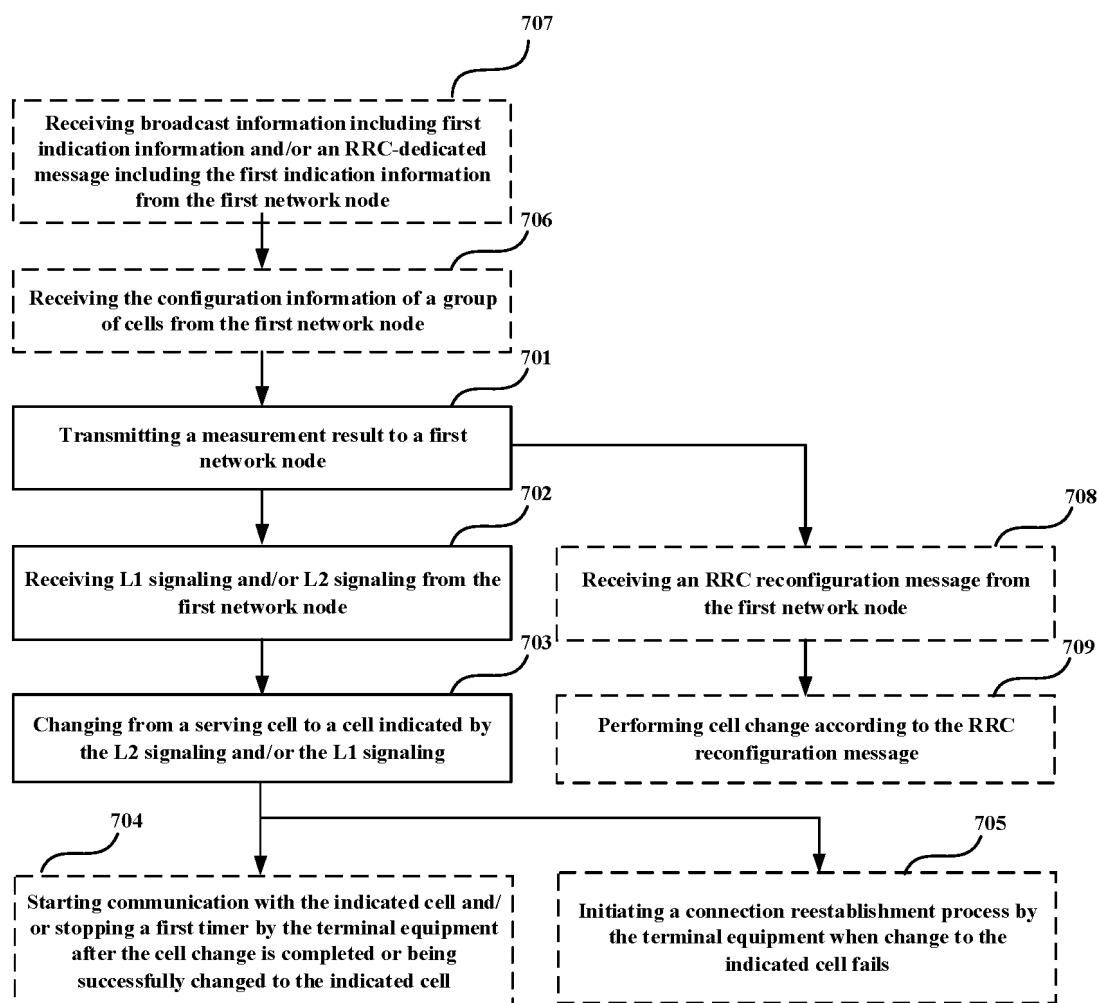 707
Receiving broadcast information including first
indication information and/or an RRC-dedicated
message including the first indication information
from the first network node
706
Receiving the configuration information of a group
of cells from the first network node
701
Transmitting a measurement result to a first
network node
702
Receiving L1 signaling and/or L2 signaling from the
first network node
708
Receiving an RRC reconfiguration message from
the first network node
703
Changing from a serving cell to a cell indicated by
the L2 signaling and/or the L1 signaling
709
Performing cell change according to the RRC
reconfiguration message
704
Starting communication with the indicated cell and/
or stopping a first timer by the terminal equipment
after the cell change is completed or being
successfully changed to the indicated cell
705
Initiating a connection reestablishment process by
the terminal equipment when change to the
indicated cell fails